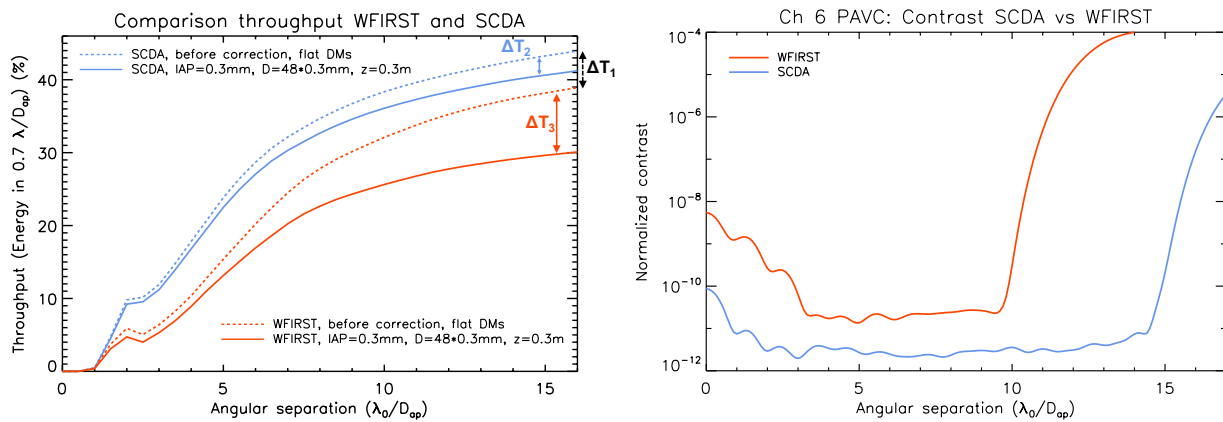 Comparison throughput WFIRST and SCDA
SCDA, before correction, flat DMs
SCDA, IAP=0.3mm, D=48*0.3mm, z=0.3m
ΔT2
ΔT1
ΔT3
40
30
20
10
0
Throughput (Energy in 0.7 λ/Dap) (%)
WFIRST, before correction, flat DMs
WFIRST, IAP=0.3mm, D=48*0.3mm, z=0.3m
0 5 10 15
Angular separation (λ0/Dap)
Ch 6 PAVC: Contrast SCDA vs WFIRST
WFIRST
SCDA
10−4
10−6
10−8
10−10
10−12
Normalized contrast
0 5 10 15
Angular separation (λ0/Dap)